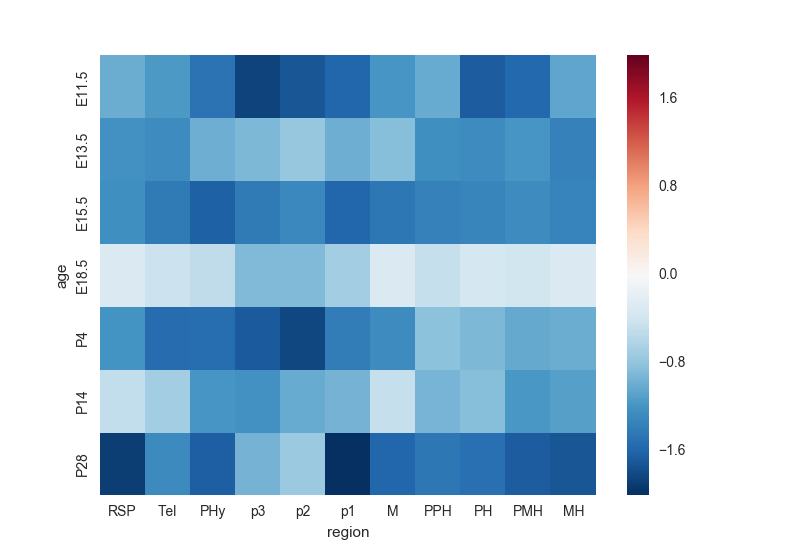 age
E11.5
E13.5
E15.5
E18.5
P4
P14
P28
RSP Tel PHy p3 p2 p1 M PPH PH PMH MH
region
1.6
0.8
0.0
−0.8
−1.6